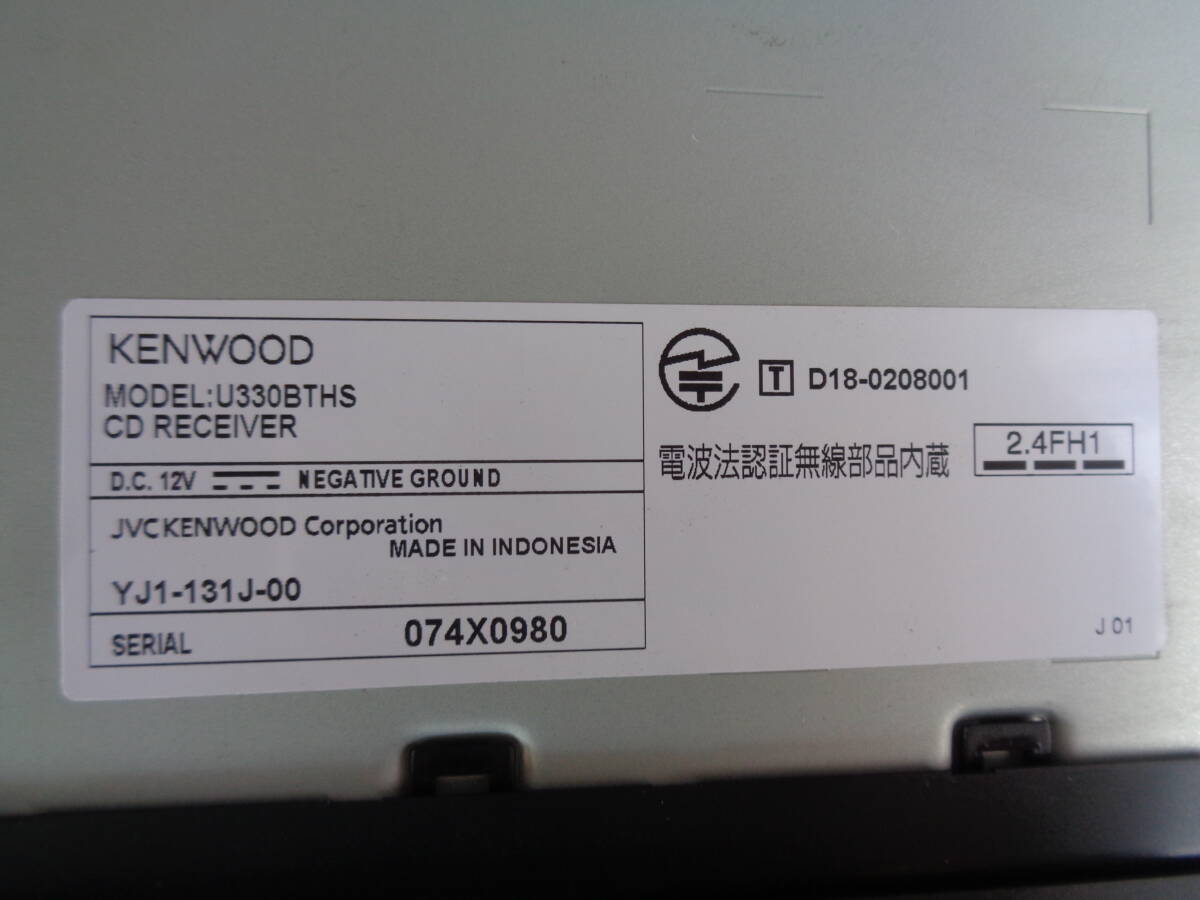 KENWOOD
MODEL:U330BTHS
CD RECEIVER
D.C. 12V NEGATIVE GROUND
JVCKENWOOD Corporation
MADE IN INDONESIA
YJ1-131J-00
SERIAL 074X0980
T D18-0208001
電波法認証無線部品内蔵 2.4FH1
J 01